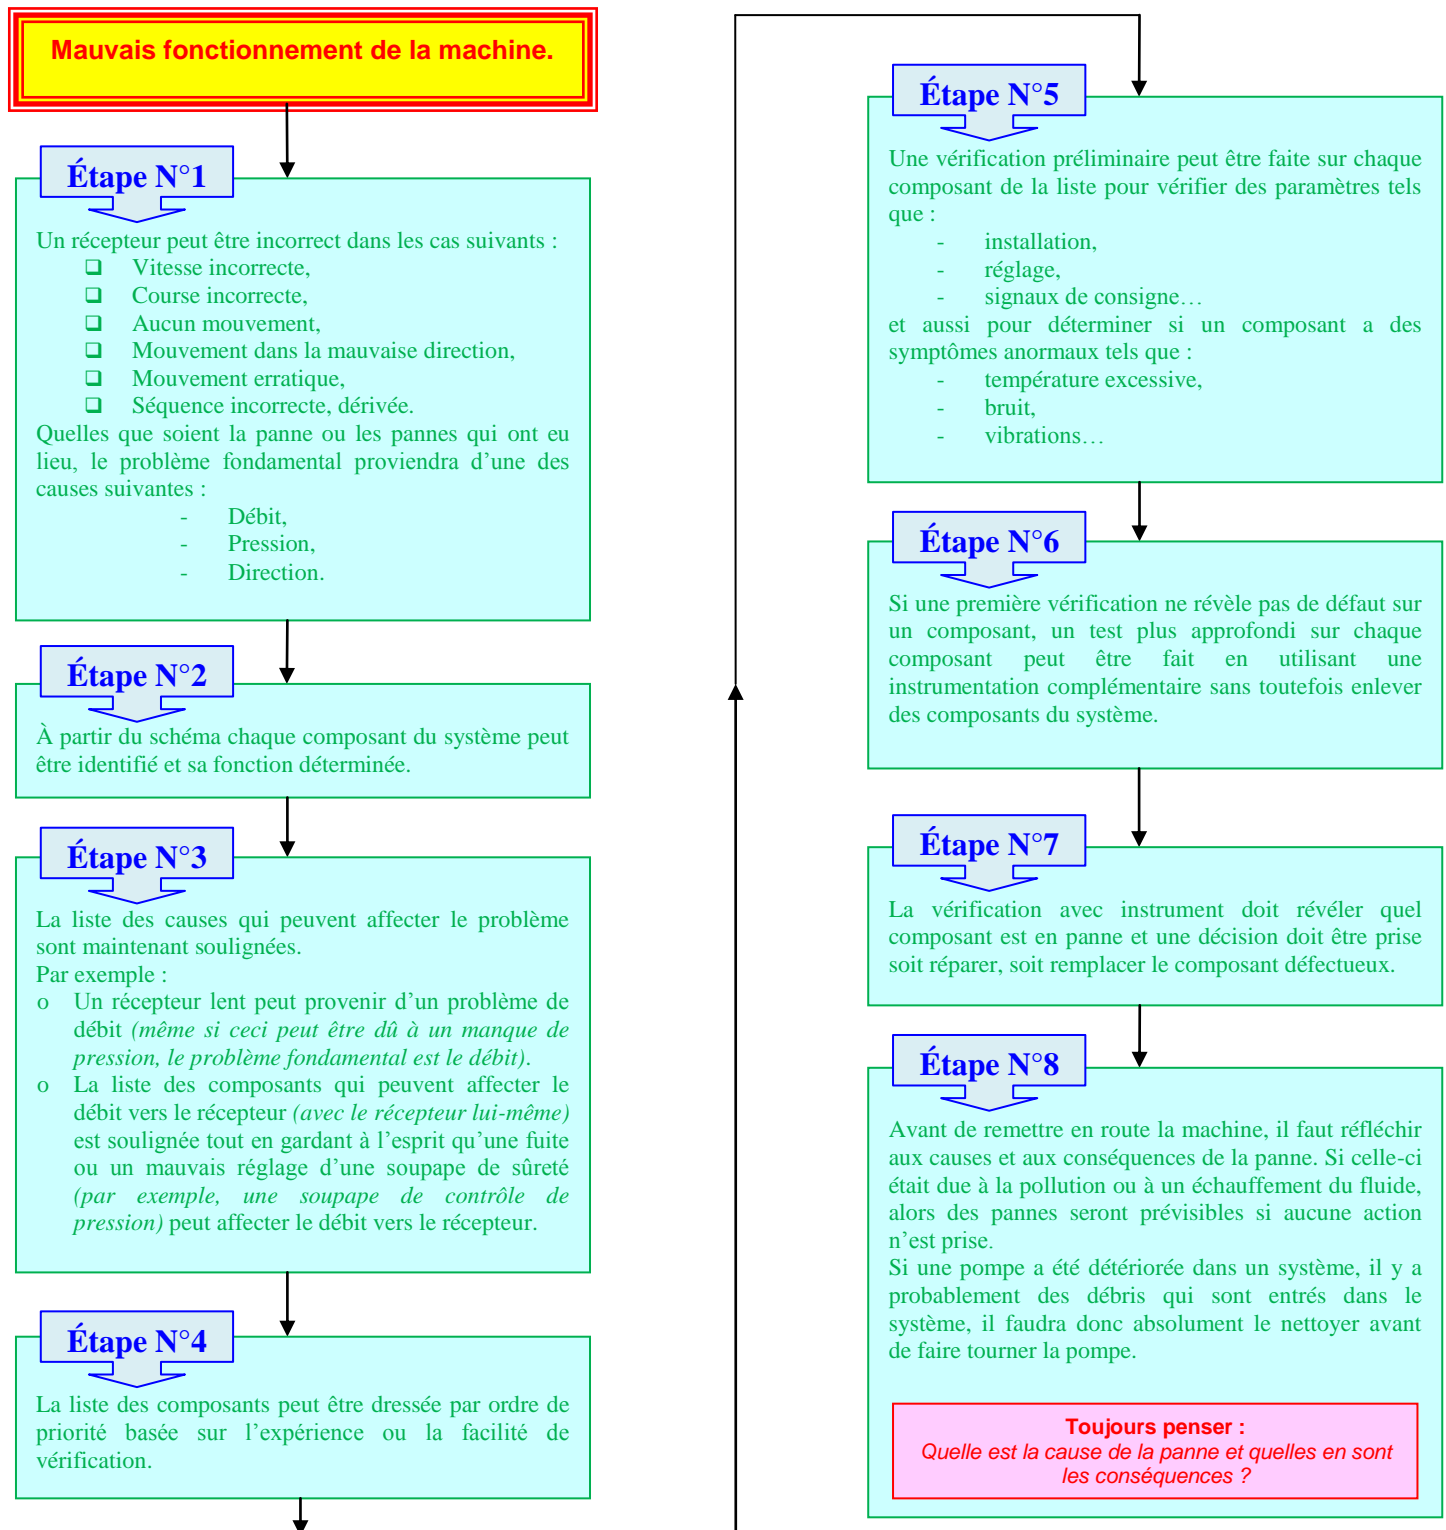 Mauvais fonctionnement de la machine.
Étape N°1
Un récepteur peut être incorrect dans les cas suivants :
❑ Vitesse incorrecte,
❑ Course incorrecte,
❑ Aucun mouvement,
❑ Mouvement dans la mauvaise direction,
❑ Mouvement erratique,
❑ Séquence incorrecte, dérivée.
Quelles que soient la panne ou les pannes qui ont eu
lieu, le problème fondamental proviendra d’une des
causes suivantes :
- Débit,
- Pression,
- Direction.
Étape N°2
À partir du schéma chaque composant du système peut
être identifié et sa fonction déterminée.
Étape N°3
La liste des causes qui peuvent affecter le problème
sont maintenant soulignées.
Par exemple :
o Un récepteur lent peut provenir d’un problème de
débit (même si ceci peut être dû à un manque de
pression, le problème fondamental est le débit).
o La liste des composants qui peuvent affecter le
débit vers le récepteur (avec le récepteur lui-même)
est soulignée tout en gardant à l’esprit qu’une fuite
ou un mauvais réglage d’une soupape de sûreté
(par exemple, une soupape de contrôle de
pression) peut affecter le débit vers le récepteur.
Étape N°4
La liste des composants peut être dressée par ordre de
priorité basée sur l’expérience ou la facilité de
vérification.
Étape N°5
Une vérification préliminaire peut être faite sur chaque
composant de la liste pour vérifier des paramètres tels
que :
- installation,
- réglage,
- signaux de consigne…
et aussi pour déterminer si un composant a des
symptômes anormaux tels que :
- température excessive,
- bruit,
- vibrations…
Étape N°6
Si une première vérification ne révèle pas de défaut sur
un composant, un test plus approfondi sur chaque
composant peut être fait en utilisant une
instrumentation complémentaire sans toutefois enlever
des composants du système.
Étape N°7
La vérification avec instrument doit révéler quel
composant est en panne et une décision doit être prise
soit réparer, soit remplacer le composant défectueux.
Étape N°8
Avant de remettre en route la machine, il faut réfléchir
aux causes et aux conséquences de la panne. Si celle-ci
était due à la pollution ou à un échauffement du fluide,
alors des pannes seront prévisibles si aucune action
n’est prise.
Si une pompe a été détériorée dans un système, il y a
probablement des débris qui sont entrés dans le
système, il faudra donc absolument le nettoyer avant
de faire tourner la pompe.
Toujours penser :
Quelle est la cause de la panne et quelles en sont
les conséquences ?